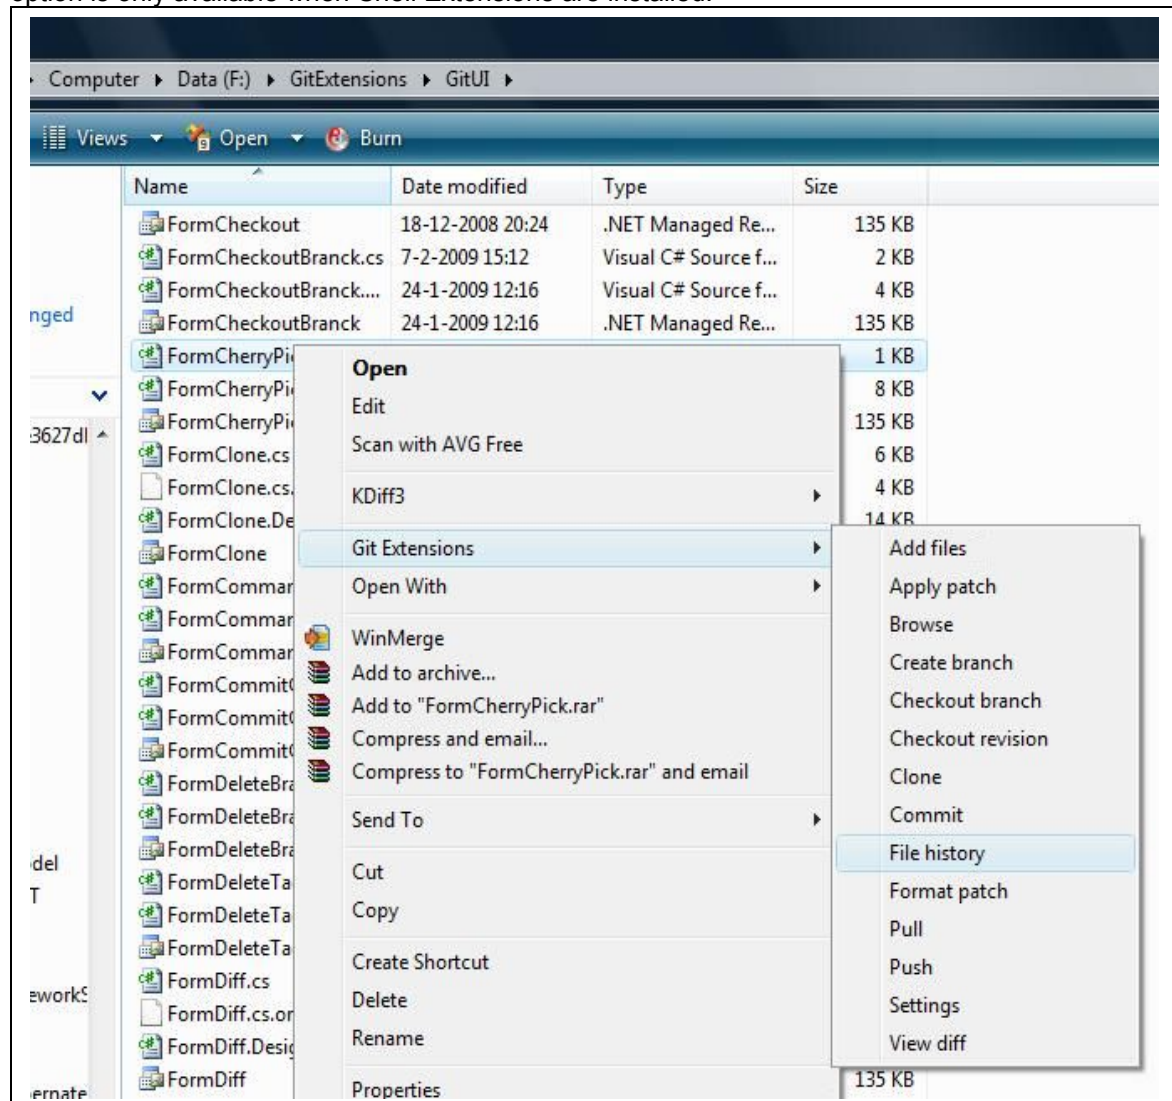 option is only available when Shell Extensions are installed.
Computer Data (F:) GitExtensions GitUI
Views Open Burn
Name Date modified Type Size
FormCheckout 18-12-2008 20:24 .NET Managed Re... 135 KB
FormCheckoutBranck.cs 7-2-2009 15:12 Visual C# Source f... 2 KB
FormCheckoutBranck.... 24-1-2009 12:16 Visual C# Source f... 4 KB
nged
FormCheckoutBranck 24-1-2009 12:16 .NET Managed Re... 135 KB
FormCherryPi 1 KB
FormCherryPi 8 KB
FormCherryPi 135 KB
3627dl
FormClone.cs 6 KB
FormClone.cs. 4 KB
FormClone.De 14 KB
FormClone
FormCommar
FormCommar
FormCommar
FormCommit
FormCommit
FormCommit
FormDeleteBra
FormDeleteBra
FormDeleteBra
del
FormDeleteTa
T
FormDeleteTa
FormDeleteTa
FormDiff.cs
eworkS
FormDiff.cs.or
FormDiff.Desig
FormDiff 135 KB
ernate
Open
Edit
Scan with AVG Free
KDiff3
Git Extensions
Open With
WinMerge
Add to archive...
Add to "FormCherryPick.rar"
Compress and email...
Compress to "FormCherryPick.rar" and email
Send To
Cut
Copy
Create Shortcut
Delete
Rename
Properties
Add files
Apply patch
Browse
Create branch
Checkout branch
Checkout revision
Clone
Commit
File history
Format patch
Pull
Push
Settings
View diff